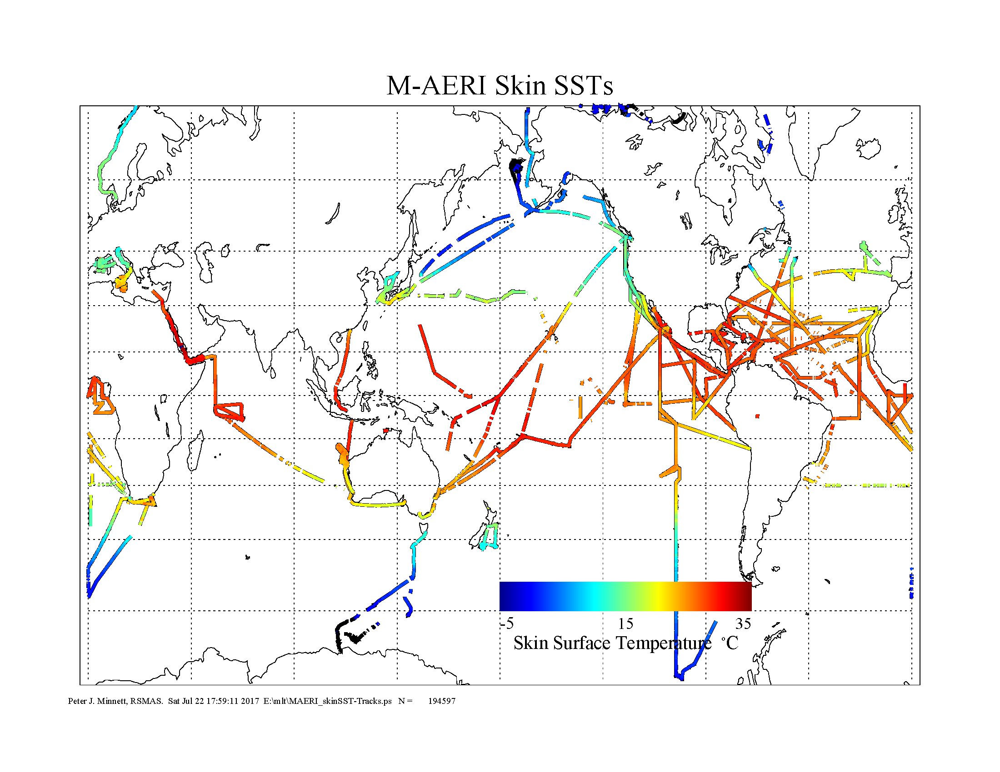 M-AERI Skin SSTs
-5 15 35
Skin Surface Temperature °C
Peter J. Minnett, RSMAS. Sat Jul 22 17:59:11 2017 E:\mlt\MAERI_skinSST-Tracks.ps N = 194597